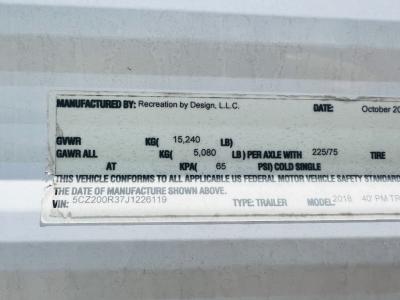 MANUFACTURED BY: Recreation by Design, L.L.C. DATE: October 20
GVWR KG( 15,240 LB)
GAWR ALL KG( 5,080 LB) PER AXLE WITH 225/75 TIRE
AT KPA( 65 PSI) COLD SINGLE
THIS VEHICLE CONFORMS TO ALL APPLICABLE US FEDERAL MOTOR VEHICLE SAFETY STANDARD
THE DATE OF MANUFACTURE SHOWN ABOVE.
VIN: 5CZ200R37J1226119 TYPE: TRAILER MODEL: 2018 40' PM TR